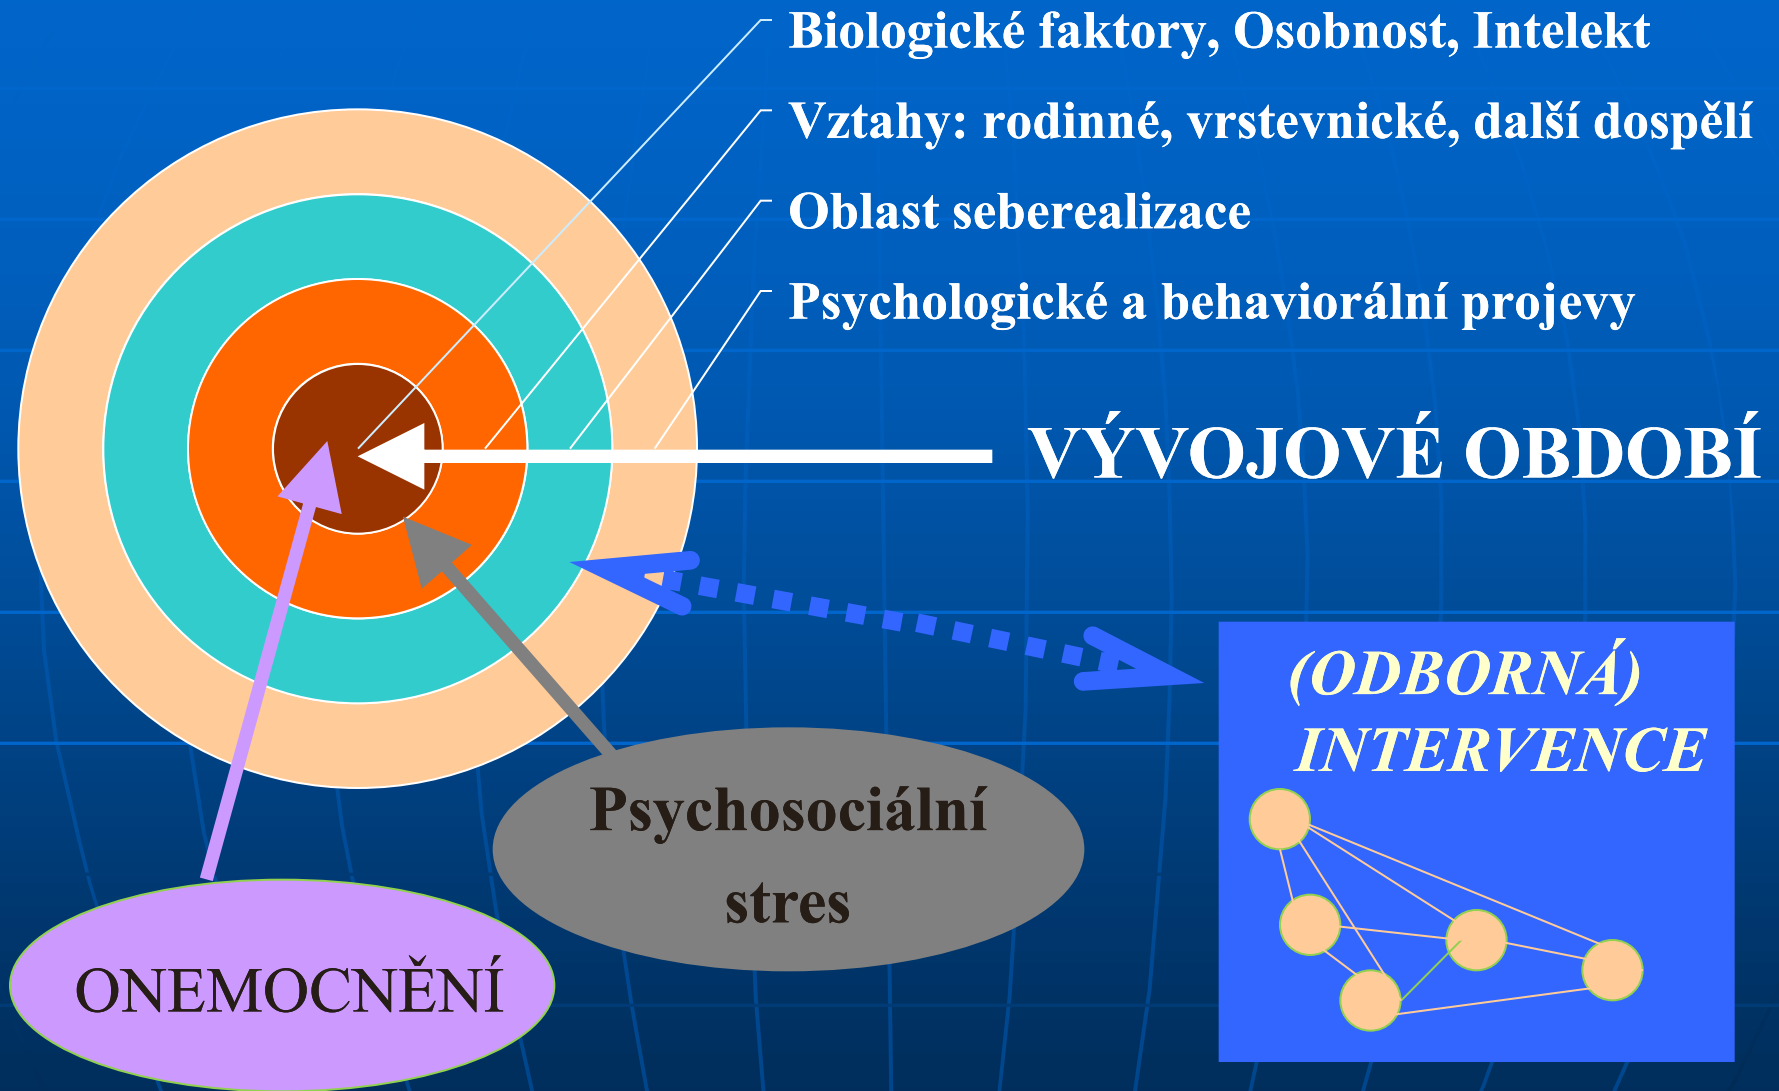 Biologické faktory, Osobnost, Intelekt
Vztahy: rodinné, vrstevnické, další dospělí
Oblast seberealizace
Psychologické a behaviorální projevy
VÝVOJOVÉ OBDOBÍ
(ODBORNÁ)
INTERVENCE
Psychosociální
stres
ONEMOCNĚNÍ